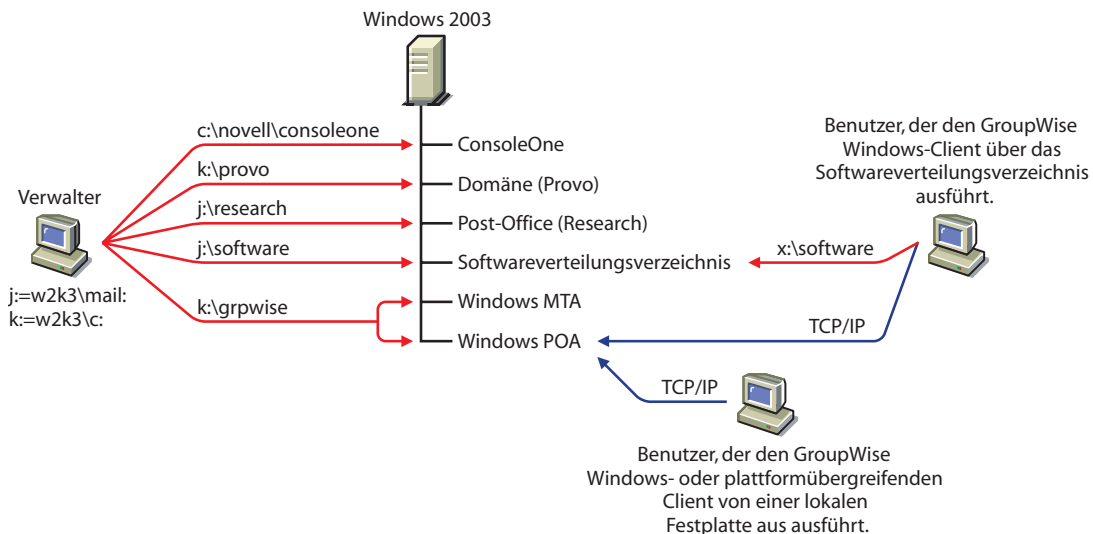 Windows 2003
c:\novell\consoleone
ConsoleOne
k:\provo
Domäne (Provo)
Verwalter
j:\research
Post-Office (Research)
j:\software
Softwareverteilungsverzeichnis
x:\software
j:=w2k3\mail:
k:=w2k3\c:
k:\grpwise
Windows MTA
Windows POA
TCP/IP
Benutzer, der den GroupWise
Windows-Client über das
Softwareverteilungsverzeichnis
ausführt.
TCP/IP
Benutzer, der den GroupWise
Windows- oder plattformübergreifenden
Client von einer lokalen
Festplatte aus ausführt.